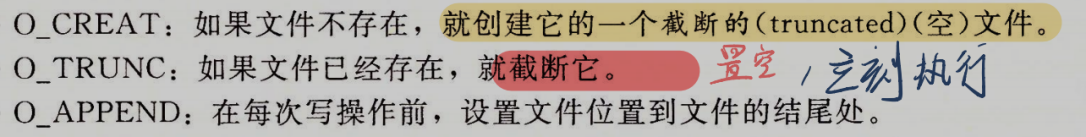 O_CREAT：如果文件不存在，就创建它的一个截断的(truncated)(空)文件。
O_TRUNC：如果文件已经存在，就截断它。 置空，立刻执行
O_APPEND：在每次写操作前，设置文件位置到文件的结尾处。